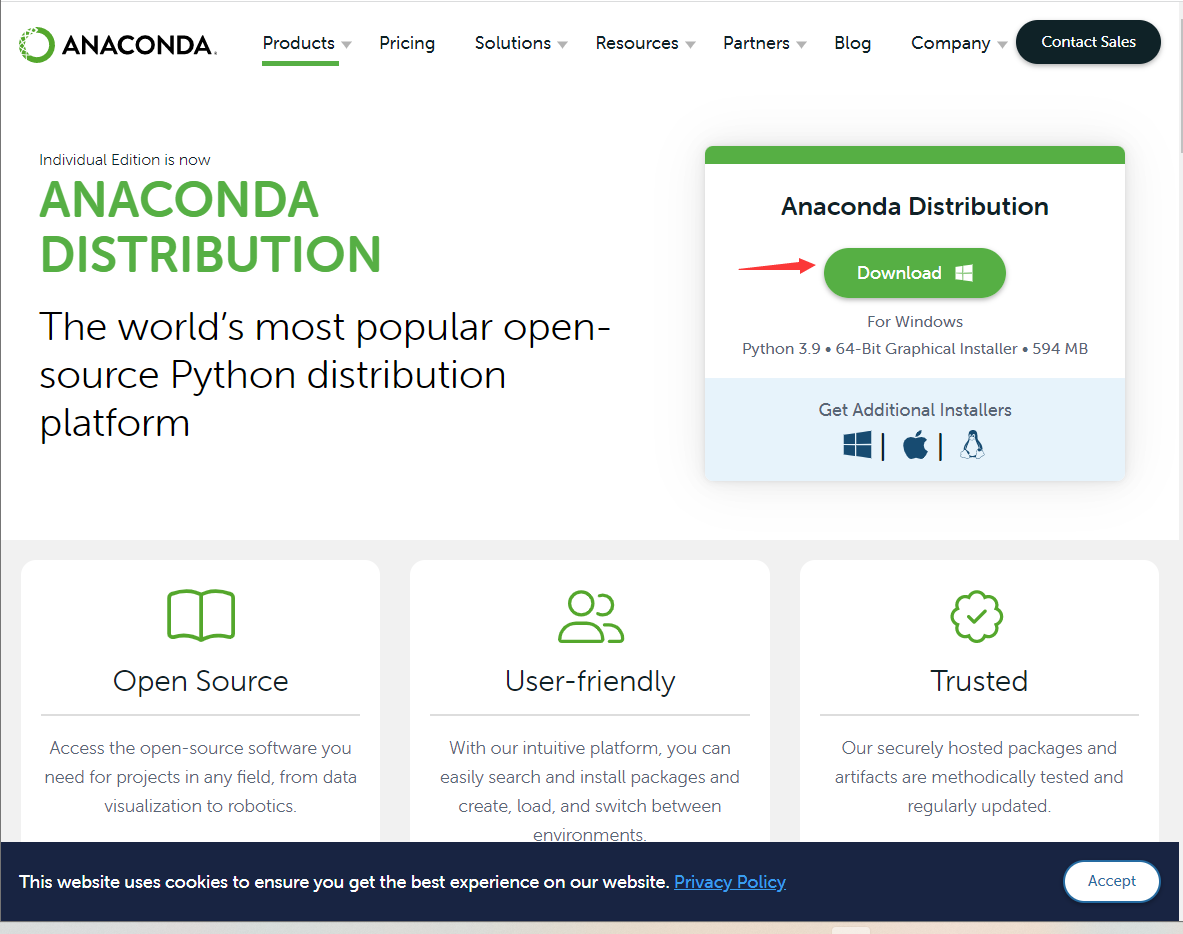 ANACONDA.
Products Pricing Solutions Resources Partners Blog Company Contact Sales
Individual Edition is now
ANACONDA
DISTRIBUTION
The world’s most popular open-
source Python distribution
platform
Anaconda Distribution
Download
For Windows
Python 3.9 • 64-Bit Graphical Installer • 594 MB
Get Additional Installers
| |
Open Source
Access the open-source software you
need for projects in any field, from data
visualization to robotics.
User-friendly
With our intuitive platform, you can
easily search and install packages and
create, load, and switch between
environments.
Trusted
Our securely hosted packages and
artifacts are methodically tested and
regularly updated.
This website uses cookies to ensure you get the best experience on our website. Privacy Policy
Accept